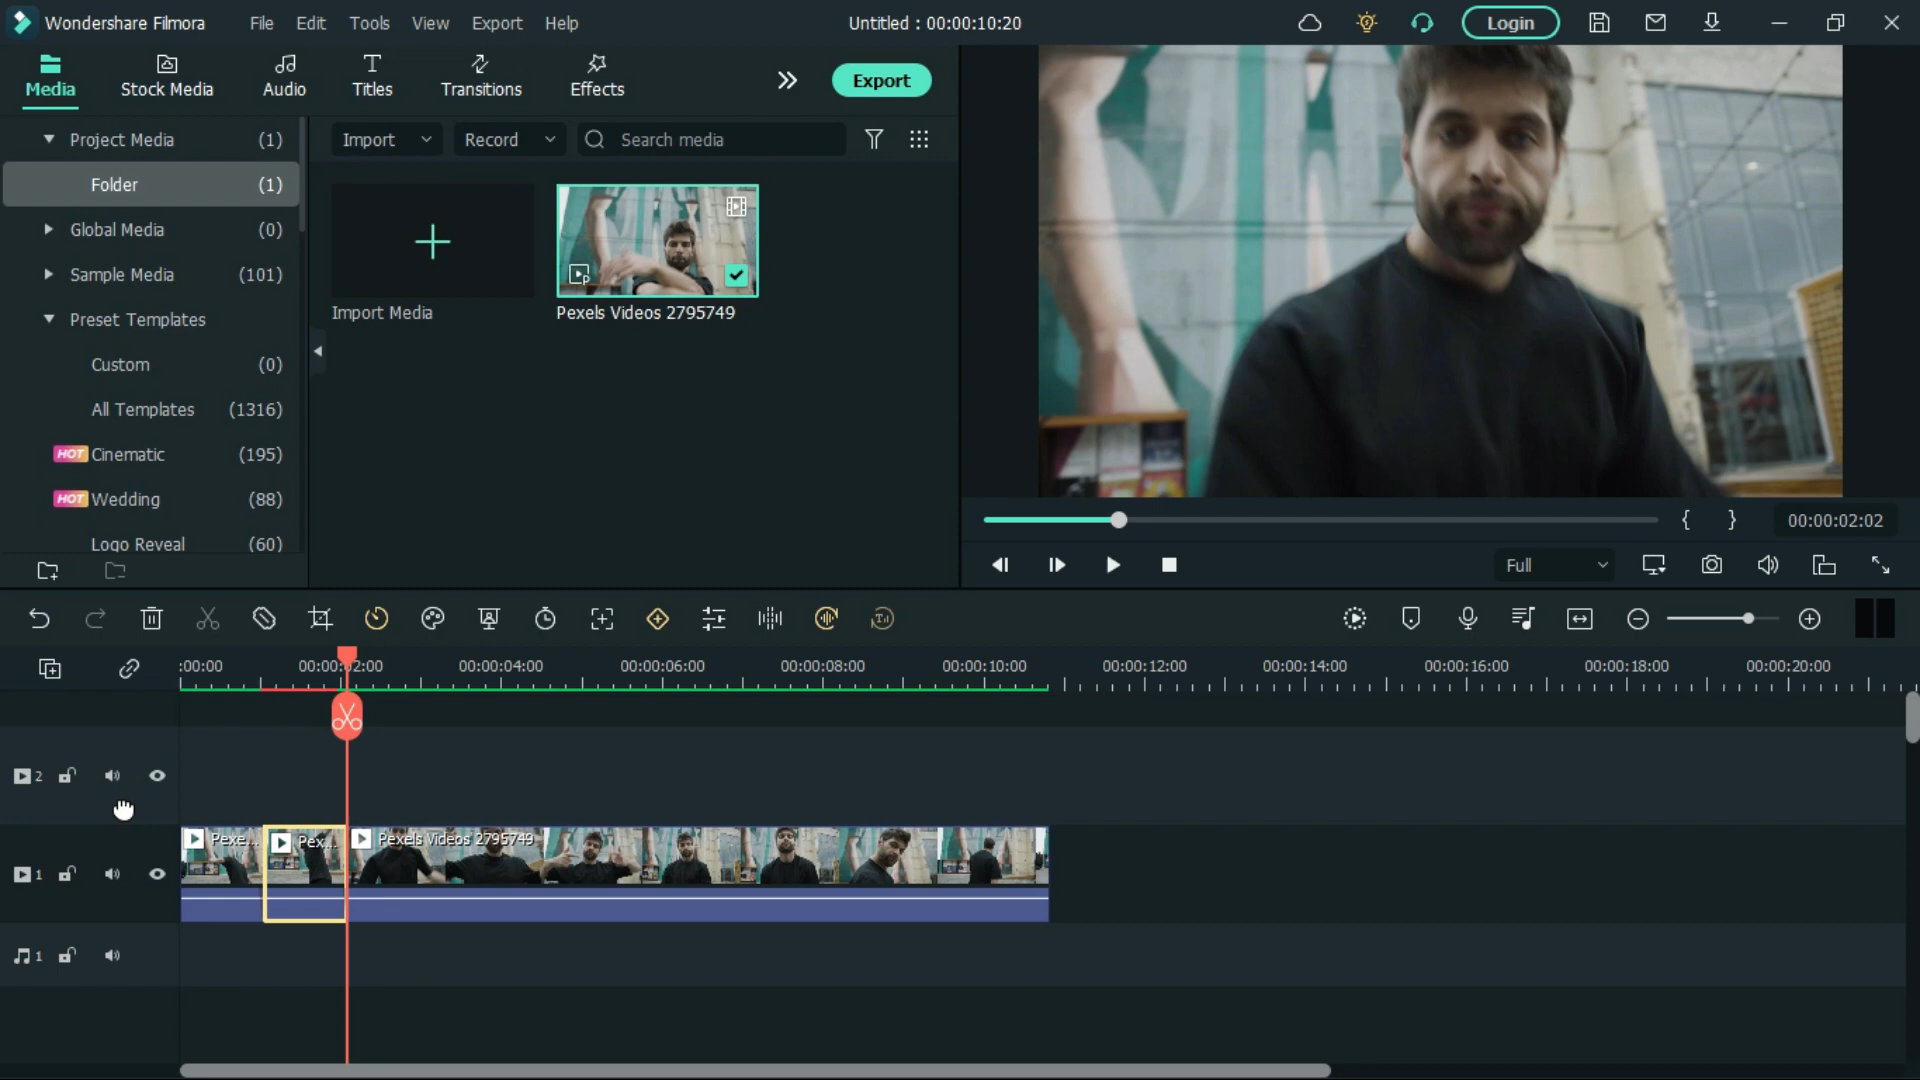 Wondershare Filmora File Edit Tools View Export Help Untitled : 00:00:10:20 Login
Media Stock Media Audio Titles Transitions Effects Export
Project Media (1)
Folder (1)
Global Media (0)
Sample Media (101)
Preset Templates
Custom (0)
All Templates (1316)
HOT Cinematic (195)
HOT Wedding (88)
Logo Reveal (60)
Import Record Search media
Import Media
Pexels Videos 2795749
{ } 00:00:02:02
Full
:00:00 00:00:02:00 00:00:04:00 00:00:06:00 00:00:08:00 00:00:10:00 00:00:12:00 00:00:14:00 00:00:16:00 00:00:18:00 00:00:20:00
2
Pexe... Pex... Pexels Videos 2795749
1
1